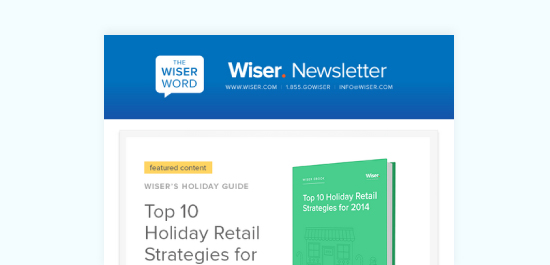 THE
WISER
WORD
Wiser. Newsletter
WWW.WISER.COM | 1.855.GOWISER | INFO@WISER.COM
featured content
WISER'S HOLIDAY GUIDE
Top 10
Holiday Retail
Strategies for
Wiser
Top 10 Holiday Retail
Strategies for 2014